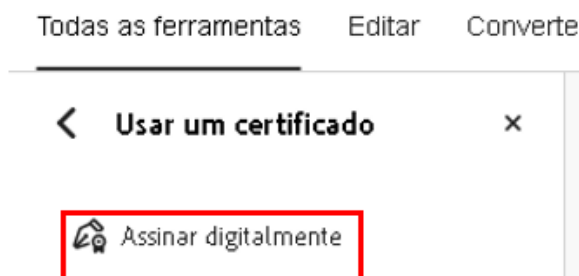 Todas as ferramentas Editar Converte
Usar um certificado
Assinar digitalmente